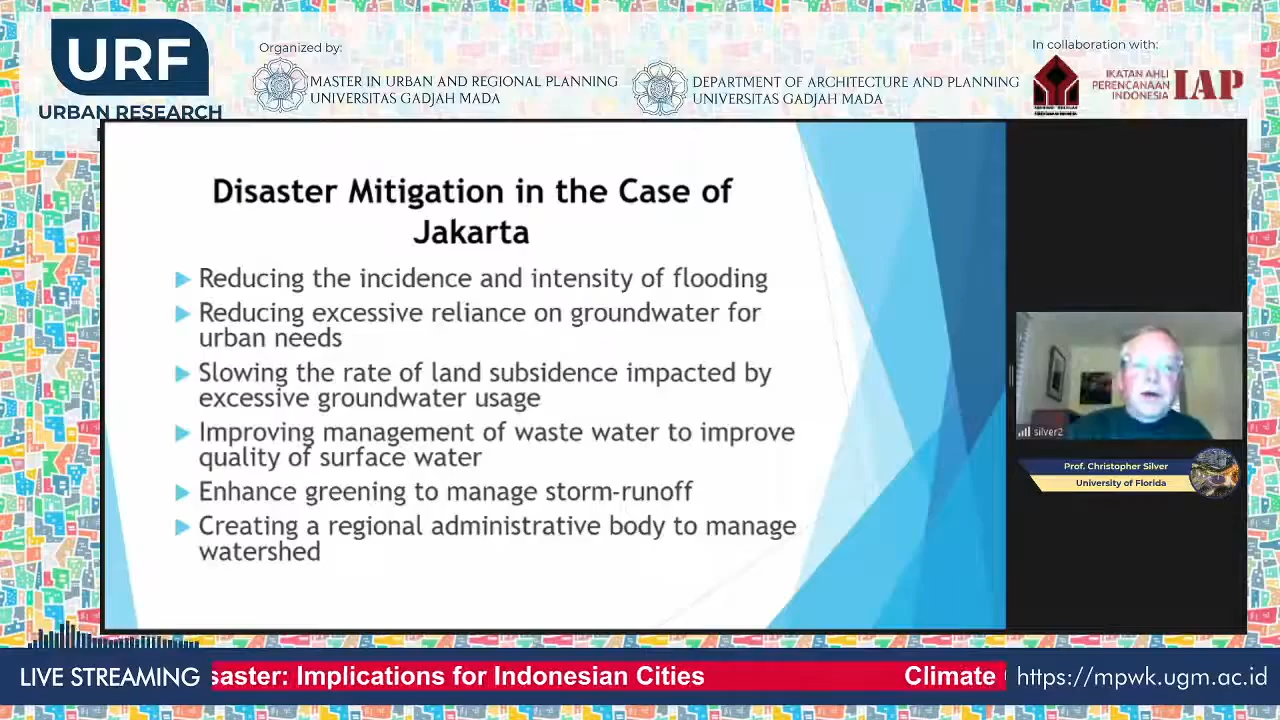 URF
URBAN RESEARCH
Organized by:
MASTER IN URBAN AND REGIONAL PLANNING
UNIVERSITAS GADJAH MADA
DEPARTMENT OF ARCHITECTURE AND PLANNING
UNIVERSITAS GADJAH MADA
In collaboration with:
IKATAN AHLI
PERENCANAAN
INDONESIA
IAP
Disaster Mitigation in the Case of
Jakarta
Reducing the incidence and intensity of flooding
Reducing excessive reliance on groundwater for
urban needs
Slowing the rate of land subsidence impacted by
excessive groundwater usage
Improving management of waste water to improve
quality of surface water
Enhance greening to manage storm-runoff
Creating a regional administrative body to manage
watershed
silver2
Prof. Christopher Silver
University of Florida
LIVE STREAMING
saster: Implications for Indonesian Cities
Climate
https://mpwk.ugm.ac.id